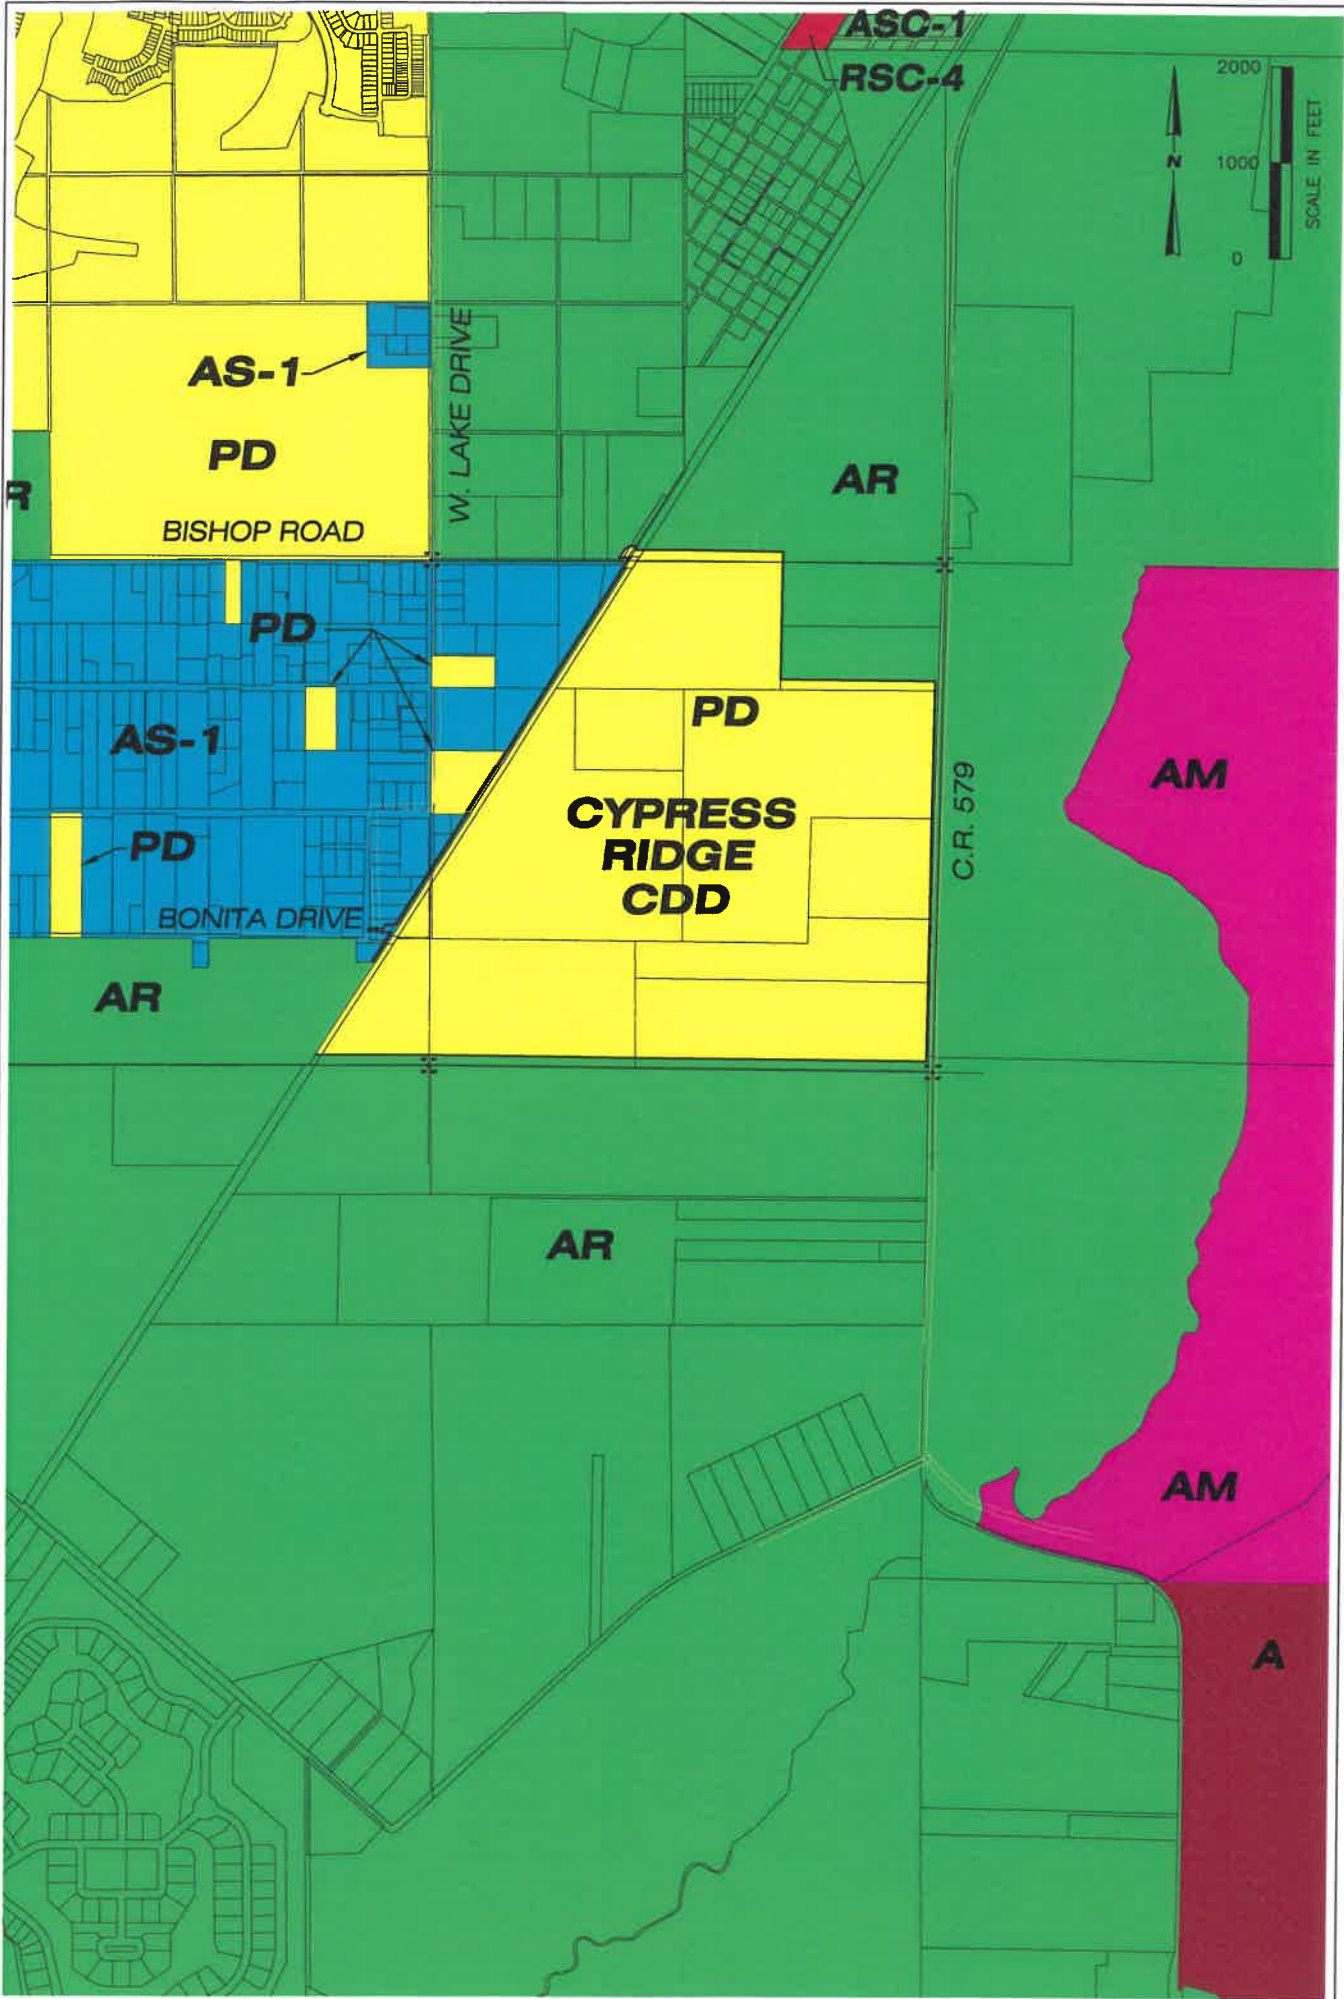 ASC-1
RSC-4
2000
1000
0
SCALE IN FEET
N
AS-1
W. LAKE DRIVE
PD
AR
R
BISHOP ROAD
PD
PD
AS-1
AM
CYPRESS
RIDGE
CDD
C.R. 579
PD
BONITA DRIVE
AR
AR
AM
A